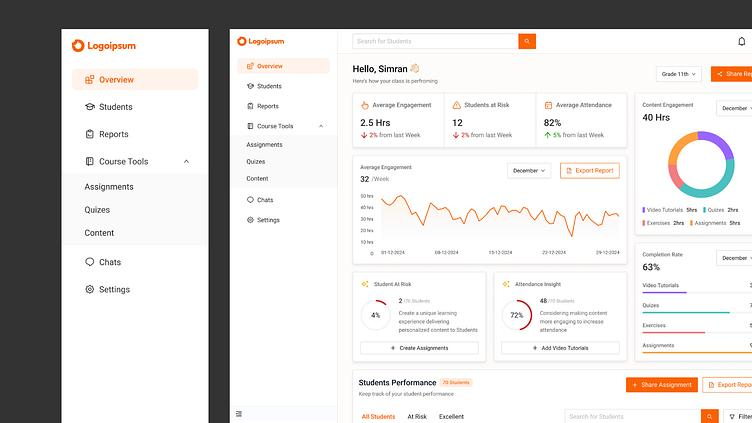 Logoipsum
Overview
Students
Reports
Course Tools
Assignments
Quizes
Content
Chats
Settings
Logoipsum
Overview
Students
Reports
Course Tools
Assignments
Quizes
Content
Chats
Settings
Search for Students
Hello, Simran
Here's how your class is perfroming
Grade 11th
Share Rep
Average Engagement
2.5 Hrs
2% from last Week
Students at Risk
12
2% from last Week
Average Attendance
82%
5% from last Week
Average Engagement
32 /Week
December
Export Report
50 hrs
40 hrs
30 hrs
20 hrs
10 hrs
0
01-12-2024
08-12-2024
15-12-2024
22-12-2024
29-12-2024
Content Engagement
December
40 Hrs
Video Tutorials 5hrs
Quizes 2hrs
Exercises 2hrs
Assignments 5hrs
Completion Rate
December
63%
Video Tutorials
Quizes
Exercises
Assignments
Student At Risk
4%
2 /70 Students
Create a unique learning
experience delivering
personalized content to Students
+ Create Assignments
Attendance Insight
72%
48 /70 Students
Considering making content
more engaging to increase
attendance
+ Add Video Tutorials
Students Performance
70 Students
Keep track of your student performance
+ Share Assignment
Export Repo
All Students
At Risk
Excellent
Search for Students
Filter